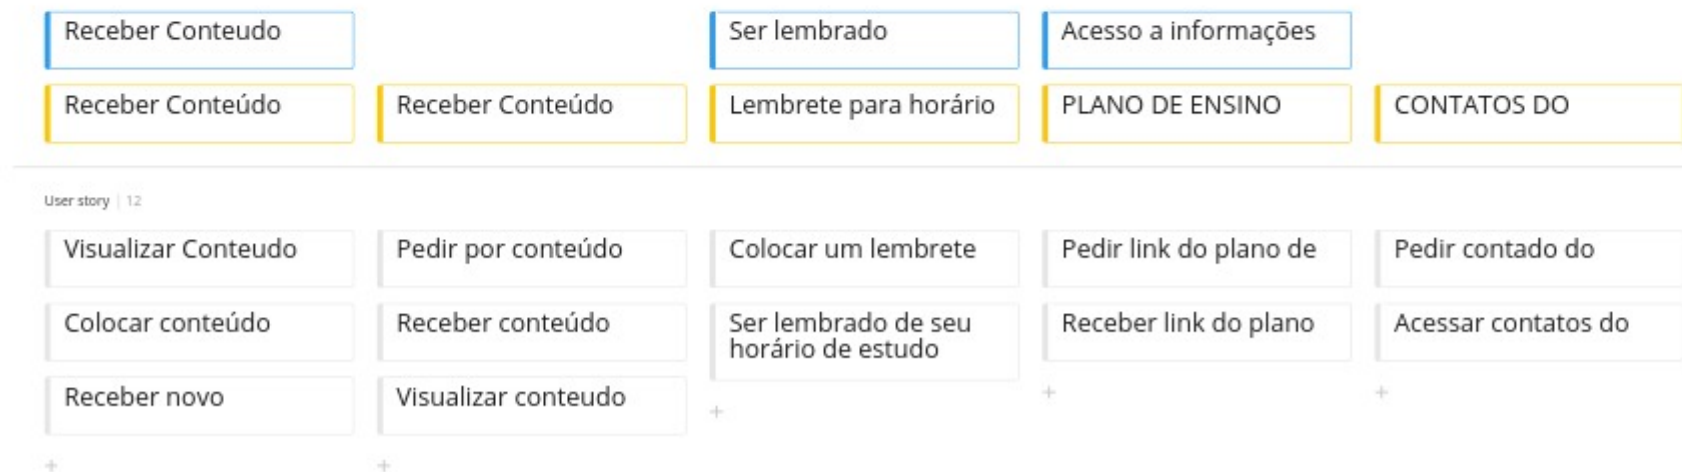 Receber Conteudo
Ser lembrado
Acesso a informações
Receber Conteúdo
Receber Conteúdo
Lembrete para horário
PLANO DE ENSINO
CONTATOS DO
User story | 12
Visualizar Conteudo
Pedir por conteúdo
Colocar um lembrete
Pedir link do plano de
Pedir contado do
Colocar conteúdo
Receber conteúdo
Ser lembrado de seu
horário de estudo
Receber link do plano
Acessar contatos do
Receber novo
Visualizar conteudo